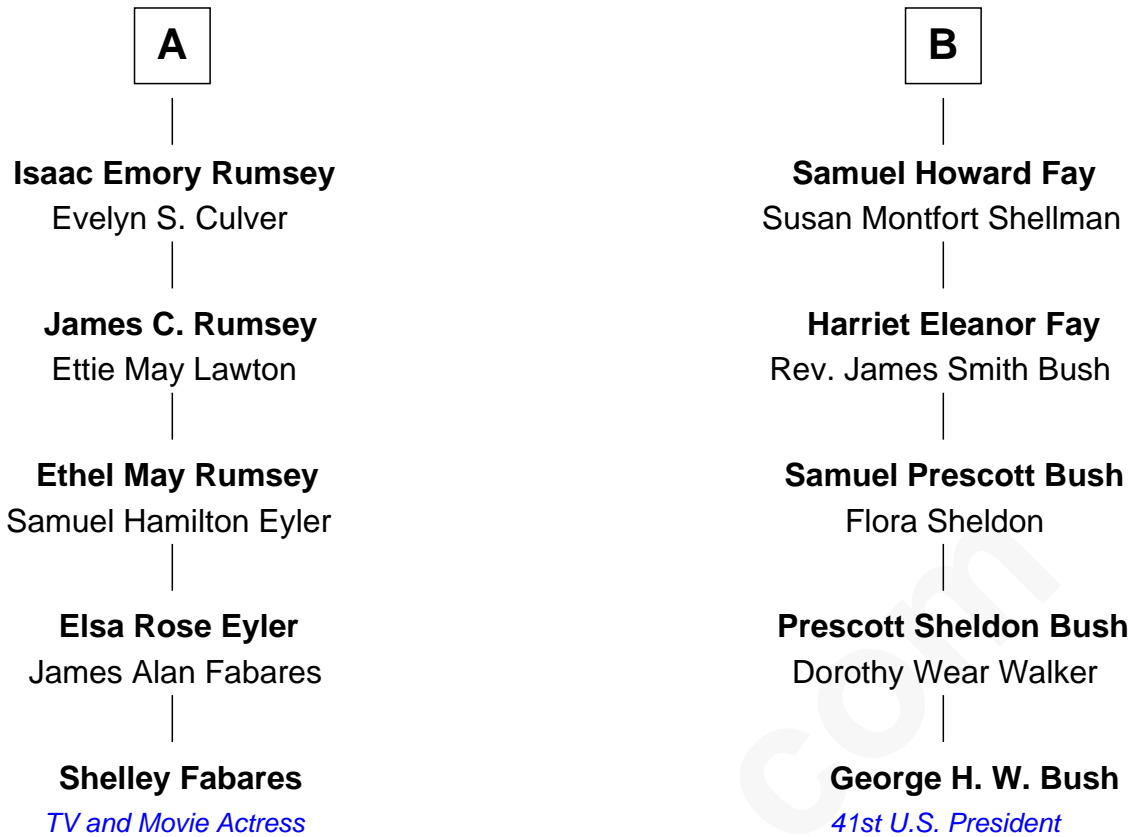 A
Isaac Emory Rumsey
Evelyn S. Culver
James C. Rumsey
Ettie May Lawton
Ethel May Rumsey
Samuel Hamilton Eyler
Elsa Rose Eyler
James Alan Fabares
Shelley Fabares
TV and Movie Actress
B
Samuel Howard Fay
Susan Montfort Shellman
Harriet Eleanor Fay
Rev. James Smith Bush
Samuel Prescott Bush
Flora Sheldon
Prescott Sheldon Bush
Dorothy Wear Walker
George H. W. Bush
41st U.S. President
com